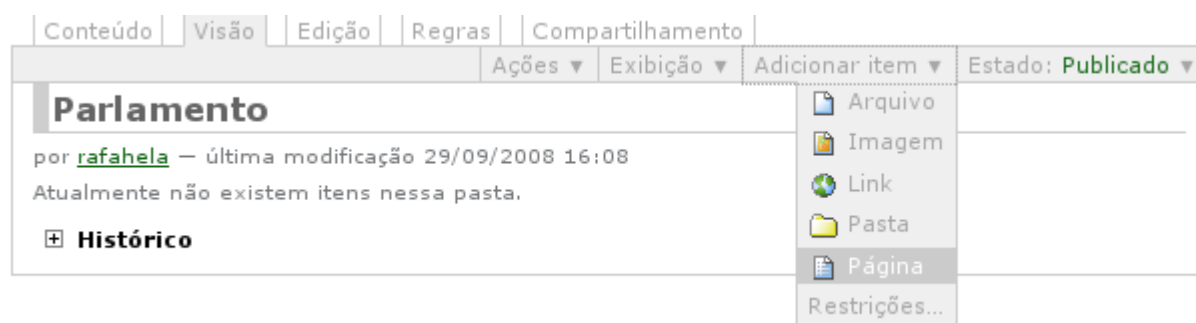 Conteúdo Visão Edição Regras Compartilhamento
Ações ▼ Exibição ▼ Adicionar item ▼ Estado: Publicado ▼
Parlamento
por rafahela — última modificação 29/09/2008 16:08
Atualmente não existem itens nessa pasta.
Histórico
Arquivo
Imagem
Link
Pasta
Página
Restrições...